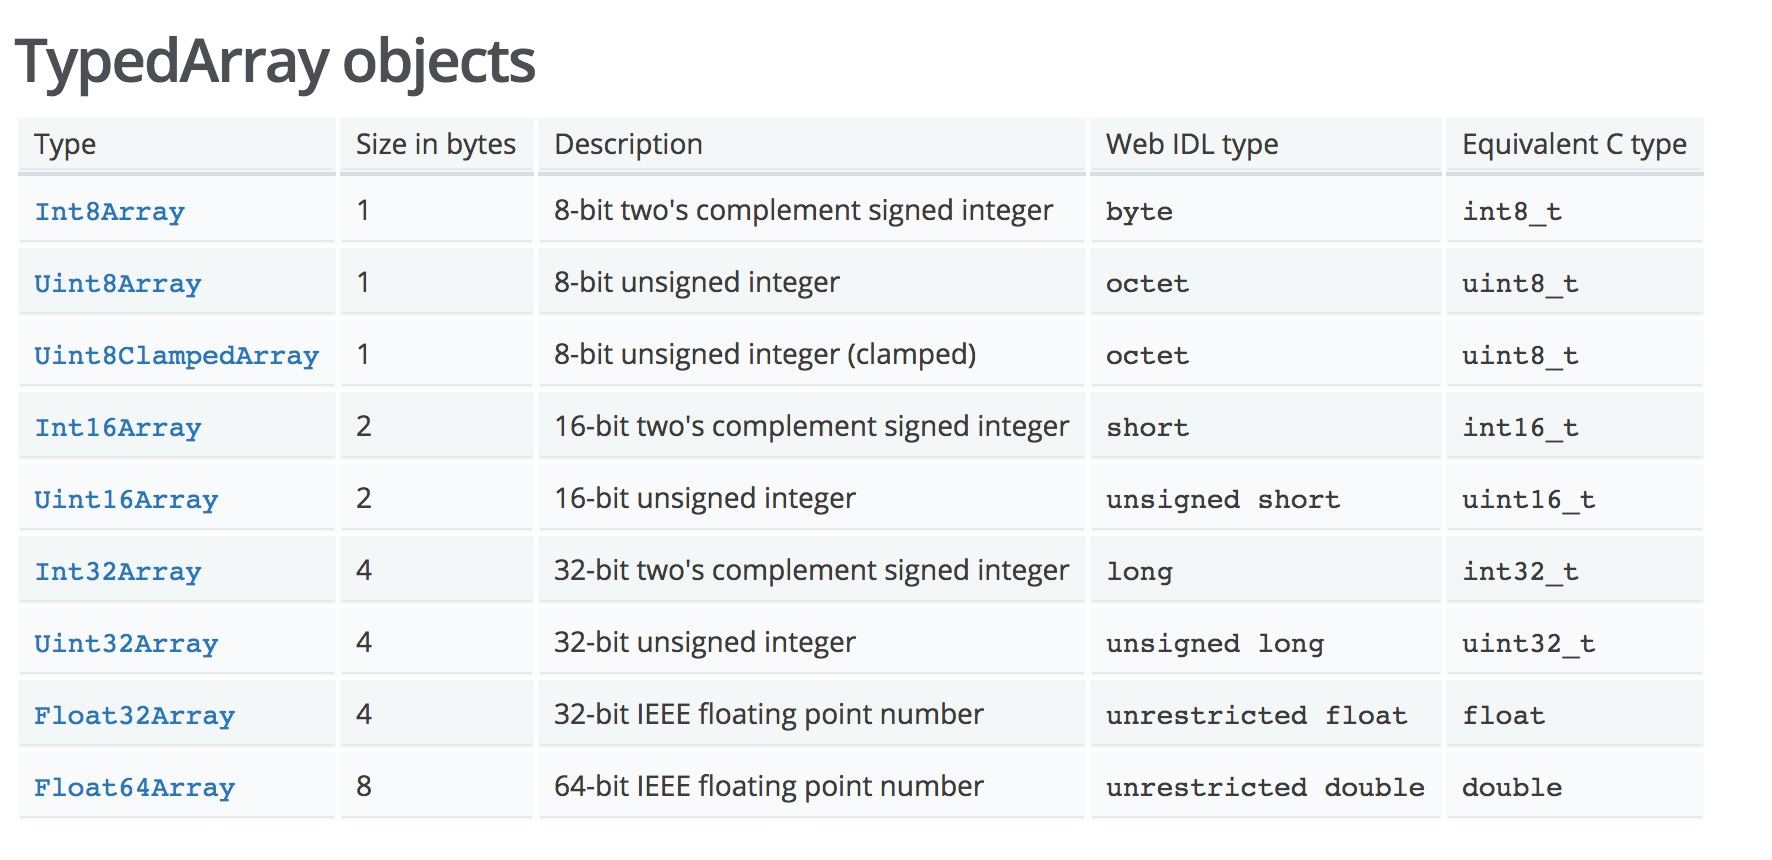 TypedArray objects
Type Size in bytes Description Web IDL type Equivalent C type
Int8Array 1 8-bit two's complement signed integer byte int8_t
Uint8Array 1 8-bit unsigned integer octet uint8_t
Uint8ClampedArray 1 8-bit unsigned integer (clamped) octet uint8_t
Int16Array 2 16-bit two's complement signed integer short int16_t
Uint16Array 2 16-bit unsigned integer unsigned short uint16_t
Int32Array 4 32-bit two's complement signed integer long int32_t
Uint32Array 4 32-bit unsigned integer unsigned long uint32_t
Float32Array 4 32-bit IEEE floating point number unrestricted float float
Float64Array 8 64-bit IEEE floating point number unrestricted double double